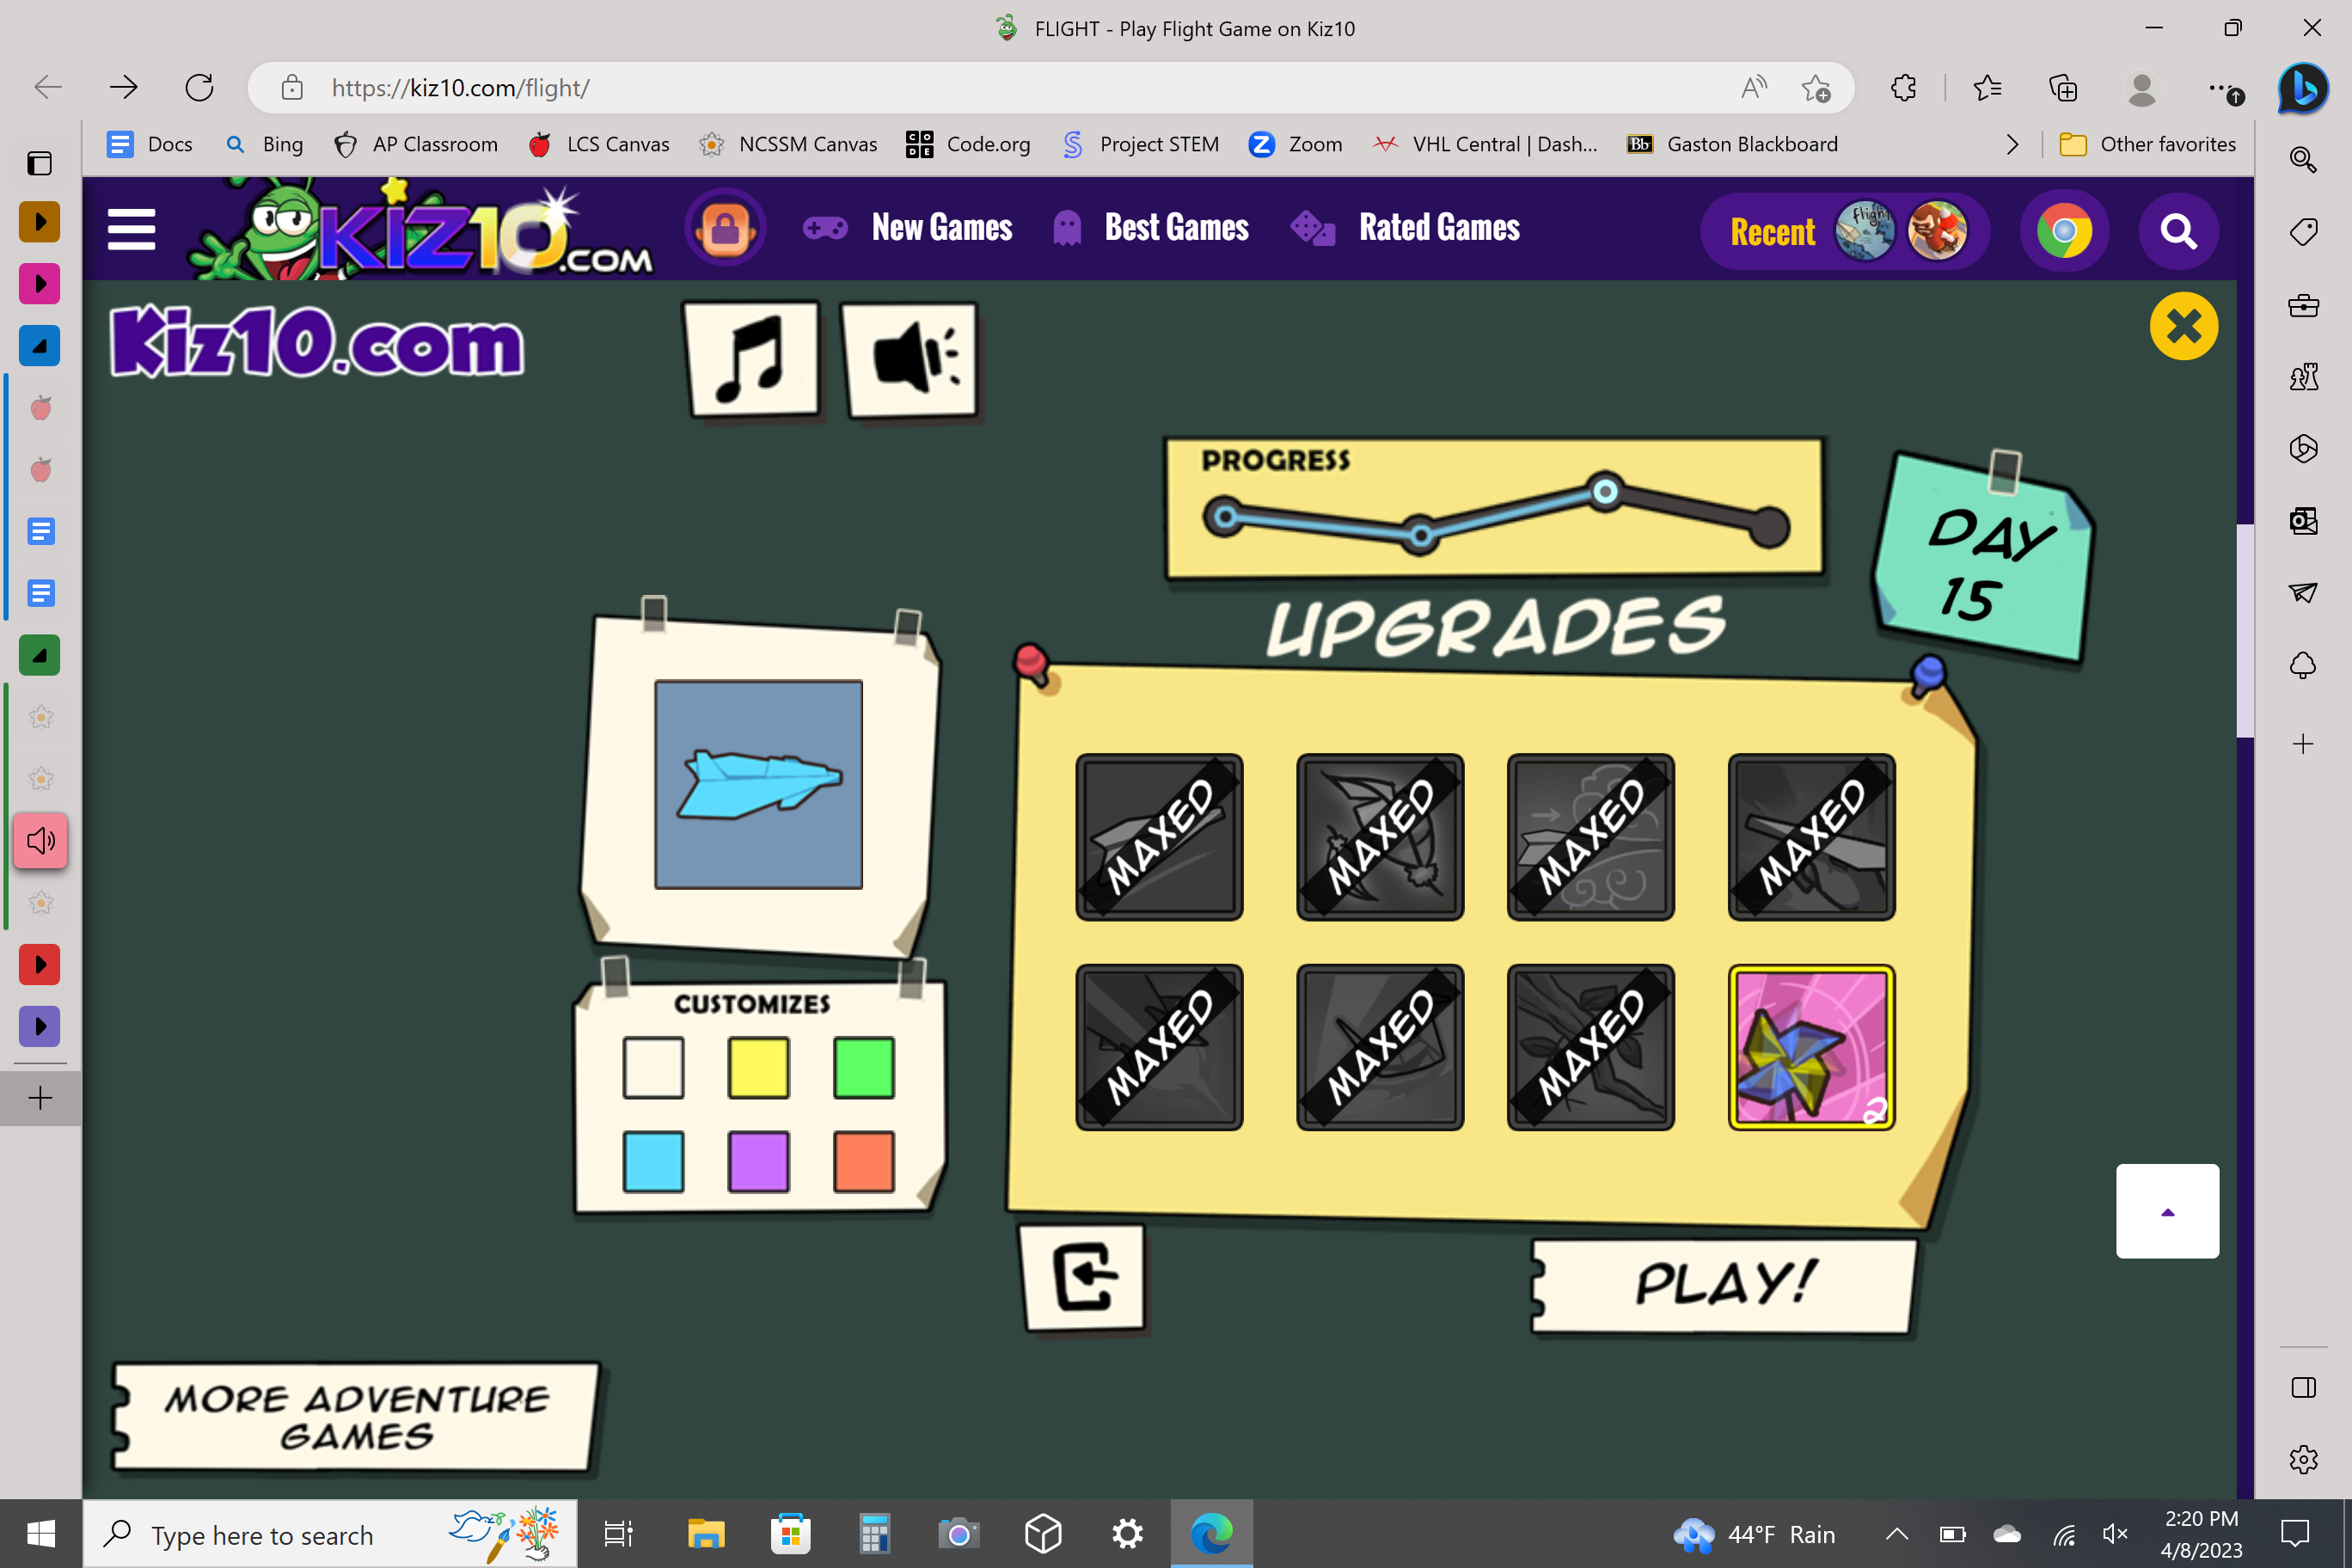 FLIGHT - Play Flight Game on Kiz10
https://kiz10.com/flight/
Docs
Bing
AP Classroom
LCS Canvas
CODE
NCSSM Canvas
Code.org
Project STEM
Zoom
VHL Central | Dash...
Bb
Gaston Blackboard
Other favorites
KIZ10.COM
New Games
Best Games
Rated Games
Recent
flight
Kiz10.com
PROGRESS
DAY
15
UPGRADES
MAXED
MAXED
MAXED
MAXED
MAXED
MAXED
MAXED
2
CUSTOMIZES
PLAY!
MORE ADVENTURE
GAMES
Type here to search
44°F Rain
2:20 PM
4/8/2023